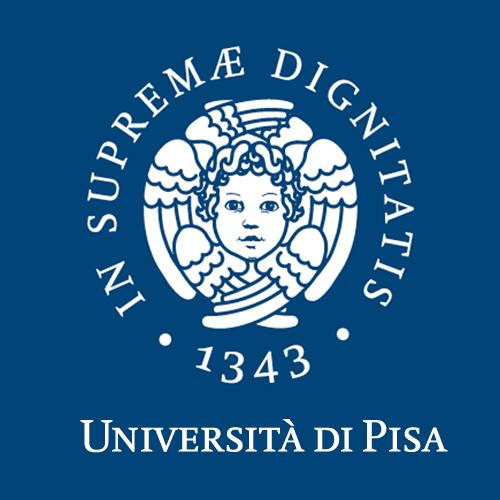 IN SUPREMÆ DIGNITATIS
· 1343 ·
UNIVERSITÀ DI PISA